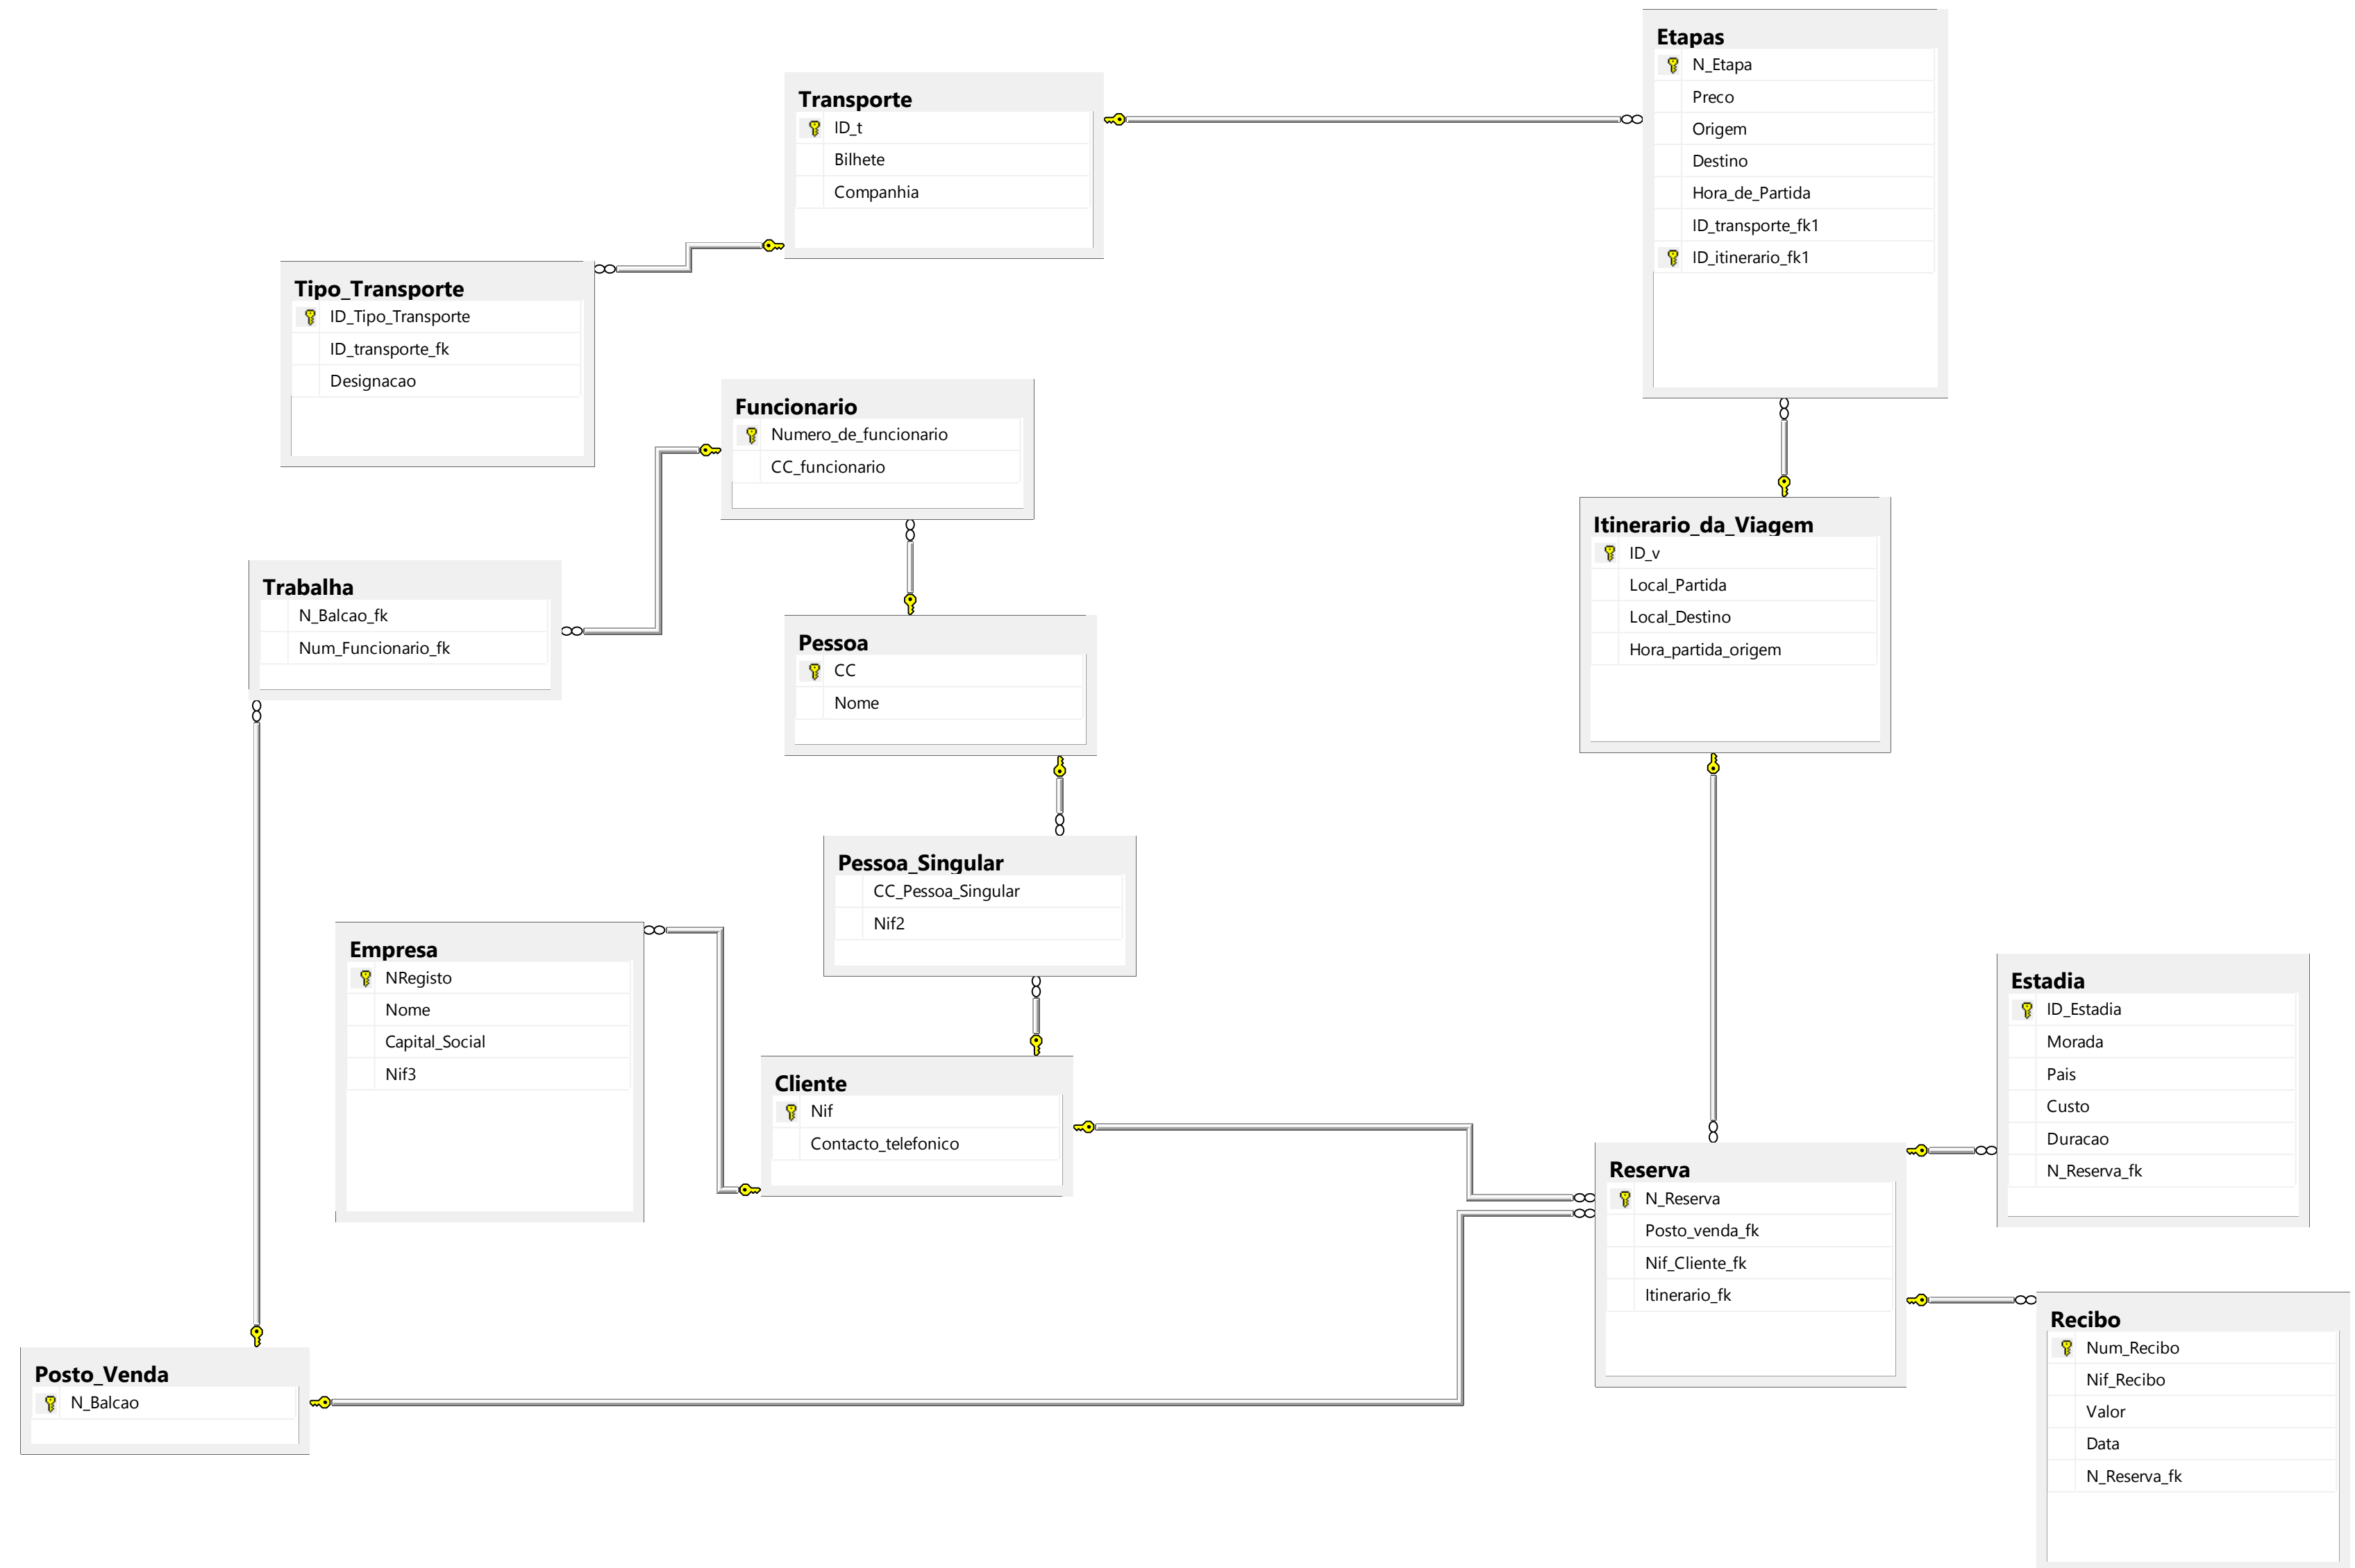 Etapas
N_Etapa
Preco
Origem
Destino
Hora_de_Partida
ID_transporte_fk1
ID_itinerario_fk1
Transporte
ID_t
Bilhete
Companhia
Tipo_Transporte
ID_Tipo_Transporte
ID_transporte_fk
Designacao
Funcionario
Numero_de_funcionario
CC_funcionario
Itinerario_da_Viagem
ID_v
Local_Partida
Local_Destino
Hora_partida_origem
Trabalha
N_Balcao_fk
Num_Funcionario_fk
Pessoa
CC
Nome
Pessoa_Singular
CC_Pessoa_Singular
Nif2
Empresa
NRegisto
Nome
Capital_Social
Nif3
Estadia
ID_Estadia
Morada
Pais
Custo
Duracao
N_Reserva_fk
Cliente
Nif
Contacto_telefonico
Reserva
N_Reserva
Posto_venda_fk
Nif_Cliente_fk
Itinerario_fk
Recibo
Num_Recibo
Nif_Recibo
Valor
Data
N_Reserva_fk
Posto_Venda
N_Balcao